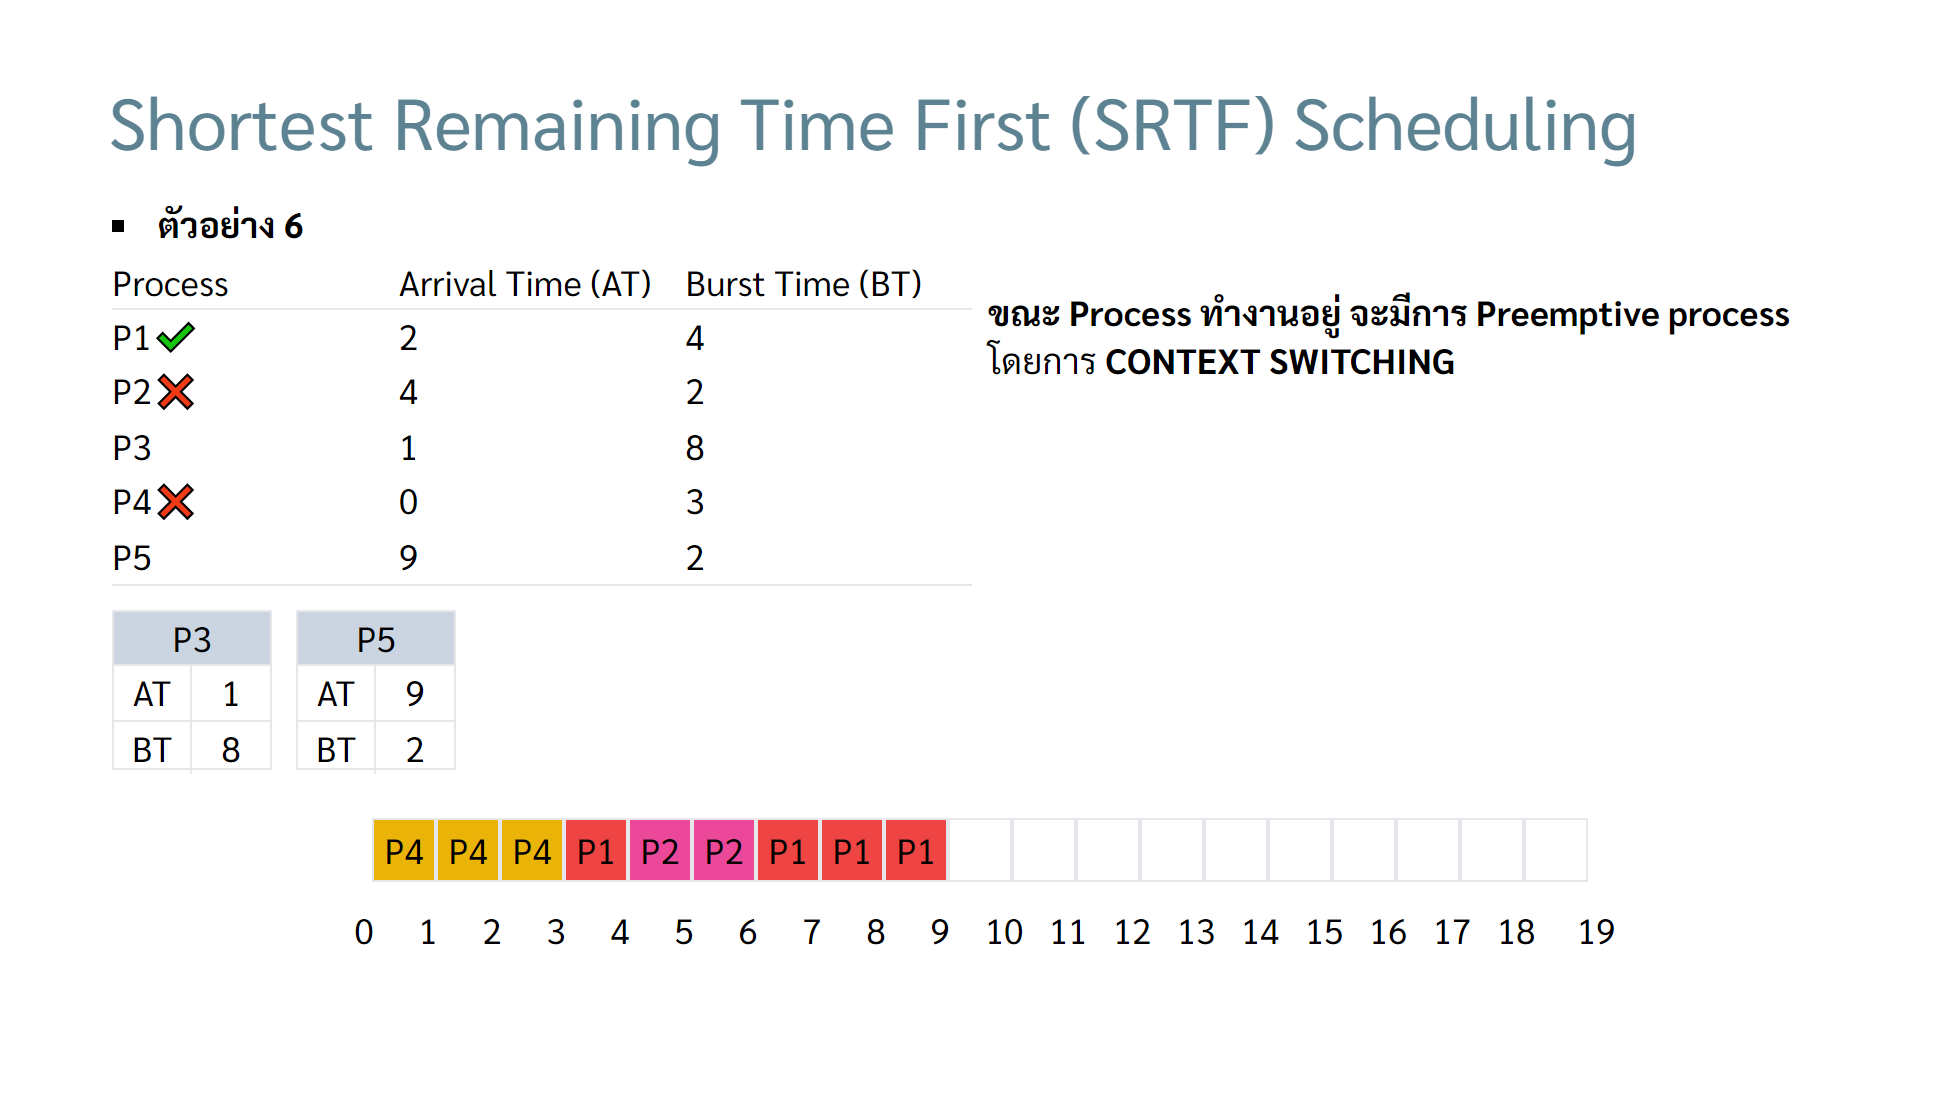 Shortest Remaining Time First (SRTF) Scheduling
▪ ตัวอย่าง 6
Process Arrival Time (AT) Burst Time (BT)
P1 2 4
P2 4 2
P3 1 8
P4 0 3
P5 9 2
ขณะ Process ทำงานอยู่ จะมีการ Preemptive process
โดยการ CONTEXT SWITCHING
P3 P5
AT 1 AT 9
BT 8 BT 2
P4 P4 P4 P1 P2 P2 P1 P1 P1
0 1 2 3 4 5 6 7 8 9 10 11 12 13 14 15 16 17 18 19